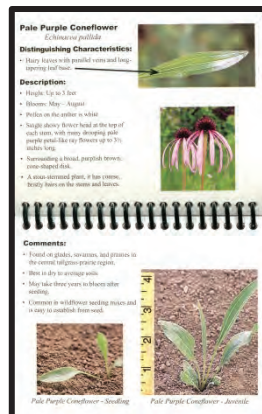 Pale Purple Coneflower
Echinacea pallida
Distinguishing Characteristics:
• Hairy leaves with parallel veins and long-
tapering leaf base.
Description:
• Height: Up to 3 feet
• Blooms: May – August
• Pollen on the anther is white.
• Single showy flower head at the top of
each stem, with many drooping pale
purple petal-like ray flowers up to 3½
inches long.
• Surrounding a broad, purplish brown,
cone-shaped disk.
• A stout stemmed plant, it has coarse,
bristly hairs on the stems and leaves.
Comments:
• Found on glades, savannas, and prairies in
the central tallgrass prairie region.
• Best in dry to average soils.
• May take three years to bloom after
seeding.
• Common in wildflower seeding mixes and
is easy to establish from seed.
4
3
2
1
Pale Purple Coneflower - Seedling
Pale Purple Coneflower - Juvenile